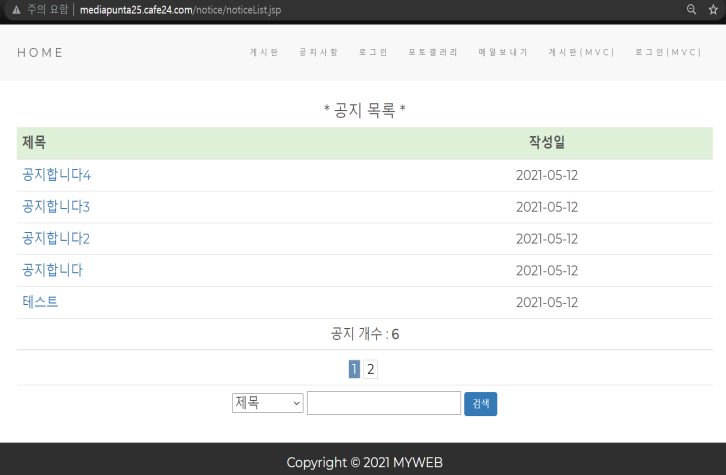 주의 요함 | mediapunta25.cafe24.com/notice/noticeList.jsp
HOME 게시판 공지사항 로그인 포토갤러리 메일보내기 게시판(MVC) 로그인(MVC)
* 공지 목록 *
제목 작성일
공지합니다4 2021-05-12
공지합니다3 2021-05-12
공지합니다2 2021-05-12
공지합니다 2021-05-12
테스트 2021-05-12
공지 개수 : 6
1 2
제목 검색
Copyright © 2021 MYWEB